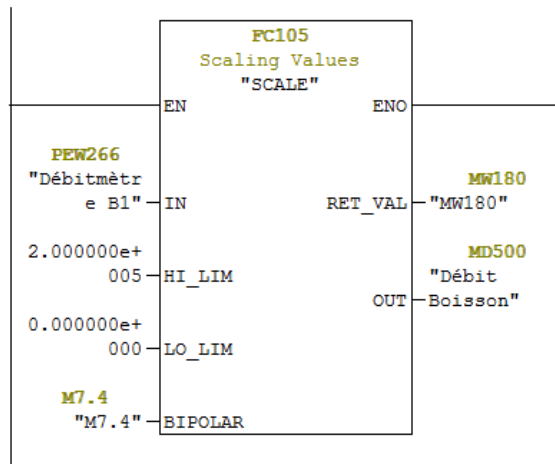 FC105
Scaling Values
"SCALE"
EN ENO
PEW266
"Débitmètr
e B1" IN
MW180
RET_VAL "MW180"
2.000000e+
005 HI_LIM
MD500
"Débit
OUT Boisson"
0.000000e+
000 LO_LIM
M7.4
"M7.4" BIPOLAR